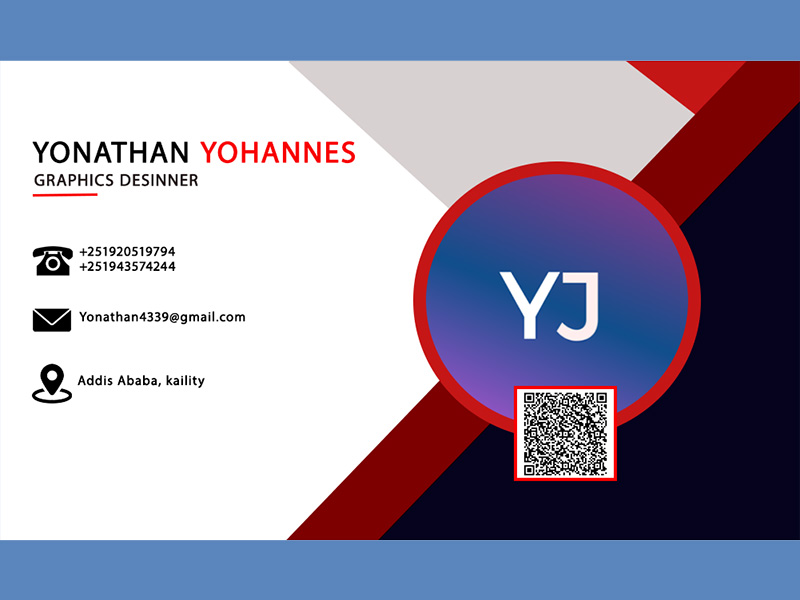 YONATHAN YOHANNES
GRAPHICS DESINNER
+251920519794
+251943574244
Yonathan4339@gmail.com
Addis Ababa, kaility
YJ